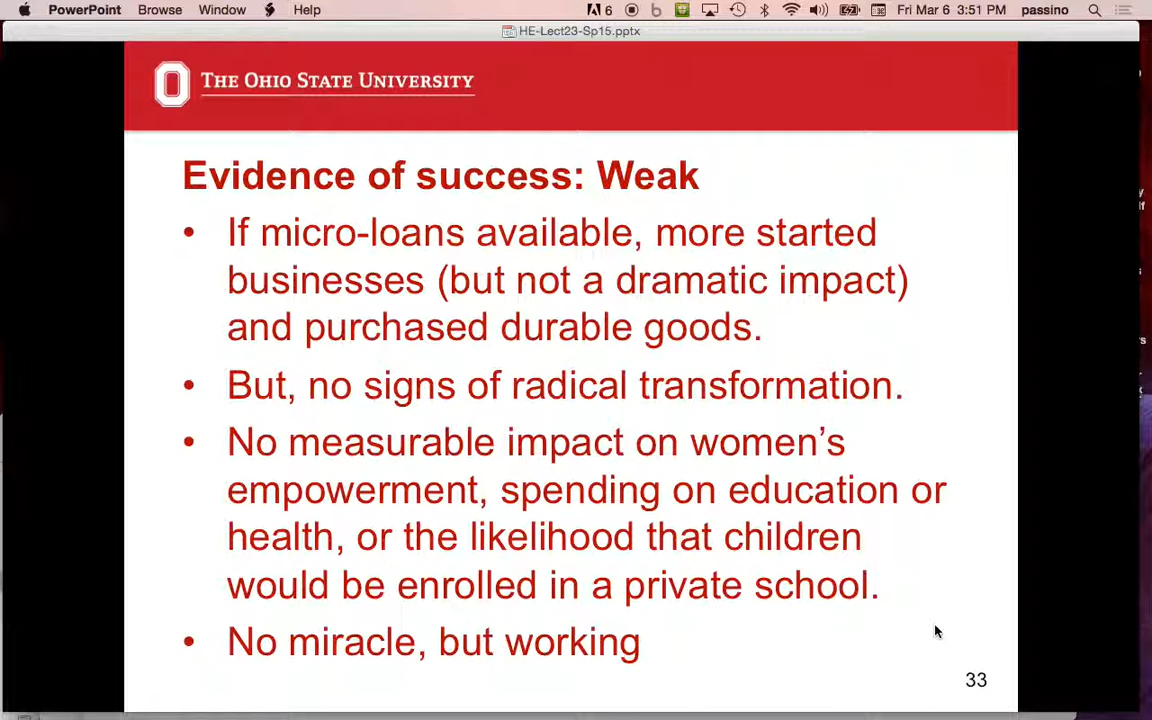 PowerPoint Browse Window Help 6 Fri Mar 6 3:51 PM passino
HE-Lect23-Sp15.pptx
THE OHIO STATE UNIVERSITY
Evidence of success: Weak
• If micro-loans available, more started
businesses (but not a dramatic impact)
and purchased durable goods.
• But, no signs of radical transformation.
• No measurable impact on women’s
empowerment, spending on education or
health, or the likelihood that children
would be enrolled in a private school.
• No miracle, but working
33